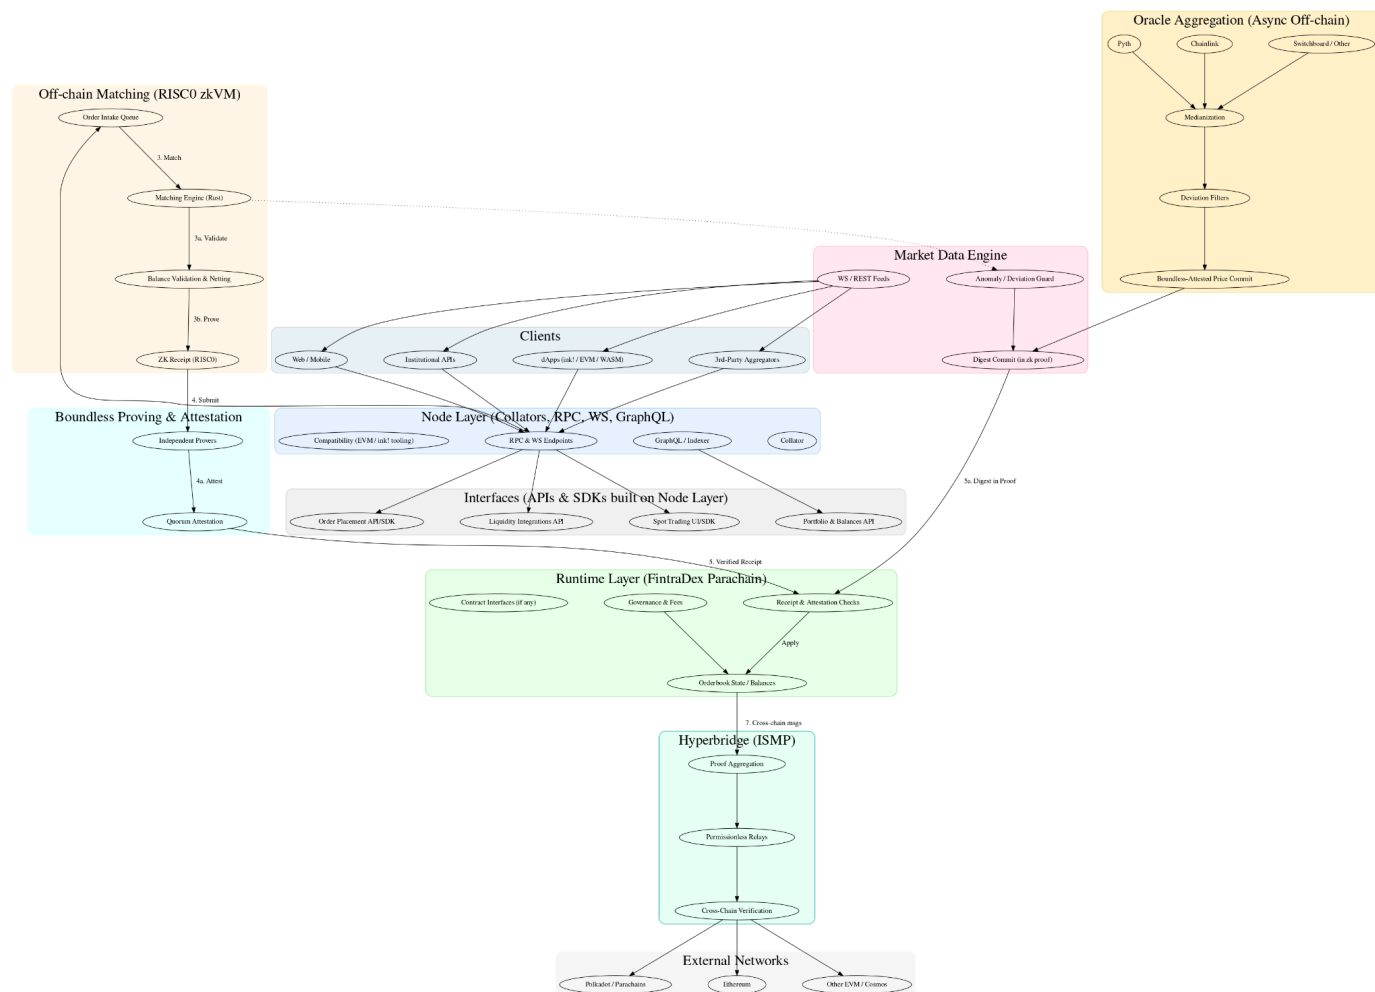 Oracle Aggregation (Async Off-chain)
Pyth
Chainlink
Switchboard / Other
Medianization
Deviation Filters
Boundless-Attested Price Commit
Off-chain Matching (RISC0 zkVM)
Order Intake Queue
3. Match
Matching Engine (Rust)
3a. Validate
Balance Validation & Netting
3b. Prove
ZK Receipt (RISC0)
Market Data Engine
WS / REST Feeds
Anomaly / Deviation Guard
Digest Commit (in zk proof)
Clients
Web / Mobile
Institutional APIs
dApps (ink! / EVM / WASM)
3rd-Party Aggregators
4. Submit
Boundless Proving & Attestation
Independent Provers
4a. Attest
Quorum Attestation
Node Layer (Collators, RPC, WS, GraphQL)
Compatibility (EVM / ink! tooling)
RPC & WS Endpoints
GraphQL / Indexer
Collator
Interfaces (APIs & SDKs built on Node Layer)
Order Placement API/SDK
Liquidity Integrations API
Spot Trading UI/SDK
Portfolio & Balances API
5a. Digest in Proof
5. Verified Receipt
Runtime Layer (FintraDex Parachain)
Contract Interfaces (if any)
Governance & Fees
Receipt & Attestation Checks
Apply
Orderbook State / Balances
7. Cross-chain msgs
Hyperbridge (ISMP)
Proof Aggregation
Permissionless Relays
Cross-Chain Verification
External Networks
Polkadot / Parachains
Ethereum
Other EVM / Cosmos